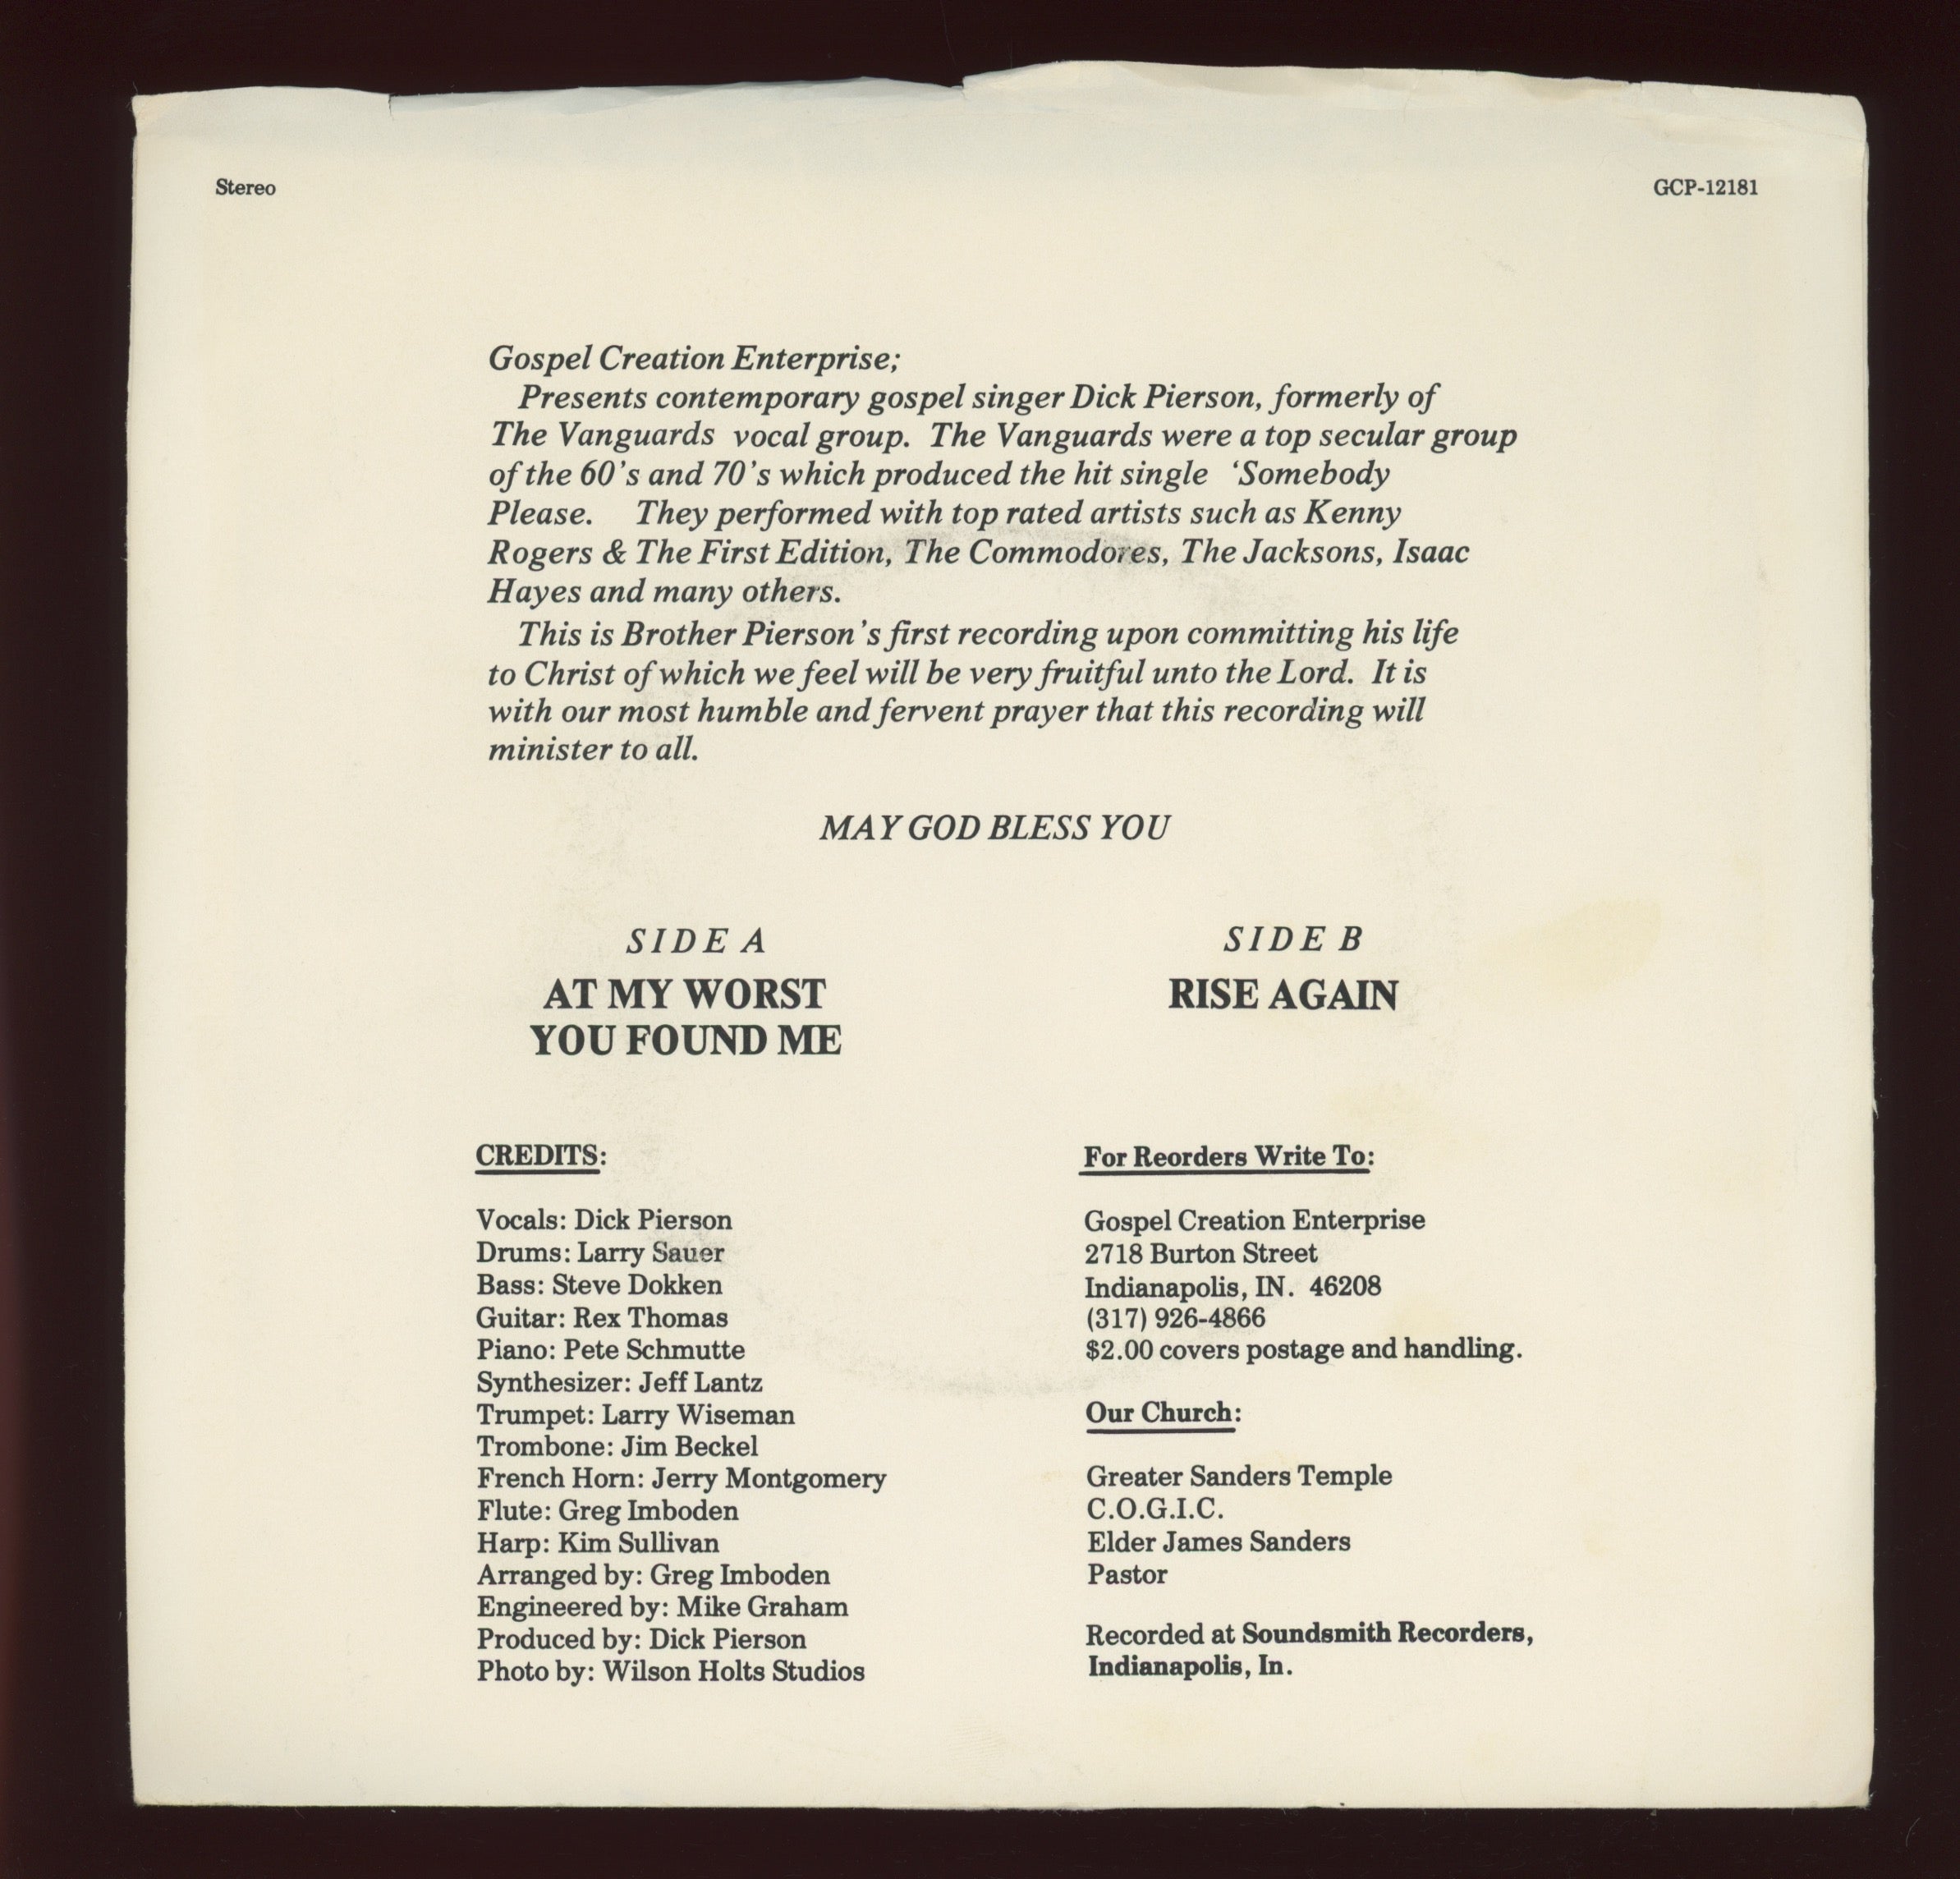 Stereo
GCP-12181
Gospel Creation Enterprise;
Presents contemporary gospel singer Dick Pierson, formerly of
The Vanguards vocal group. The Vanguards were a top secular group
of the 60's and 70's which produced the hit single 'Somebody
Please. They performed with top rated artists such as Kenny
Rogers & The First Edition, The Commodores, The Jacksons, Isaac
Hayes and many others.
This is Brother Pierson's first recording upon committing his life
to Christ of which we feel will be very fruitful unto the Lord. It is
with our most humble and fervent prayer that this recording will
minister to all.
MAY GOD BLESS YOU
SIDE A
AT MY WORST
YOU FOUND ME
SIDE B
RISE AGAIN
CREDITS:
Vocals: Dick Pierson
Drums: Larry Sauer
Bass: Steve Dokken
Guitar: Rex Thomas
Piano: Pete Schmutte
Synthesizer: Jeff Lantz
Trumpet: Larry Wiseman
Trombone: Jim Beckel
French Horn: Jerry Montgomery
Flute: Greg Imboden
Harp: Kim Sullivan
Arranged by: Greg Imboden
Engineered by: Mike Graham
Produced by: Dick Pierson
Photo by: Wilson Holts Studios
For Reorders Write To:
Gospel Creation Enterprise
2718 Burton Street
Indianapolis, IN. 46208
(317) 926-4866
$2.00 covers postage and handling.
Our Church:
Greater Sanders Temple
C.O.G.I.C.
Elder James Sanders
Pastor
Recorded at Soundsmith Recorders,
Indianapolis, In.